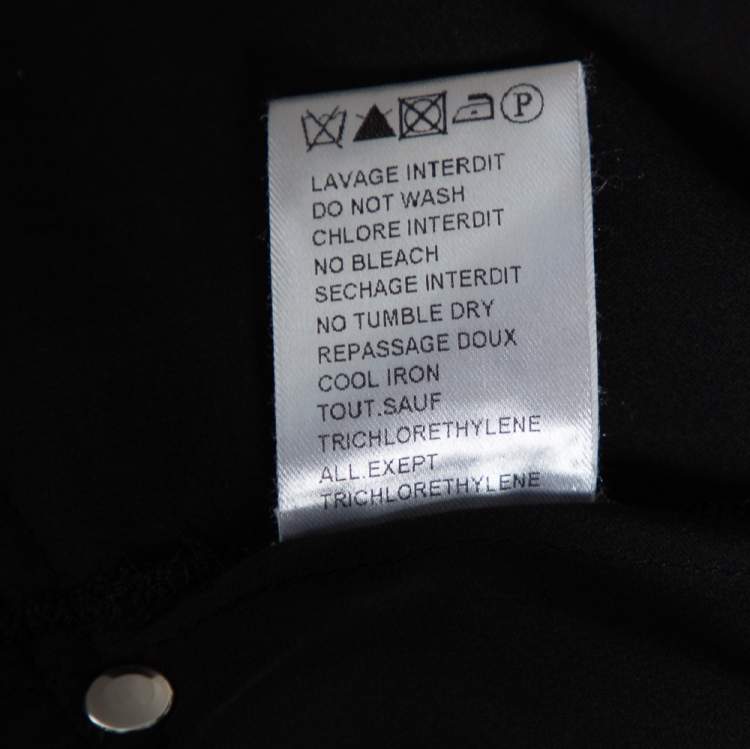 P
LAVAGE INTERDIT
DO NOT WASH
CHLORE INTERDIT
NO BLEACH
SECHAGE INTERDIT
NO TUMBLE DRY
REPASSAGE DOUX
COOL IRON
TOUT.SAUF
TRICHLORETHYLENE
ALL.EXEPT
TRICHLORETHYLENE